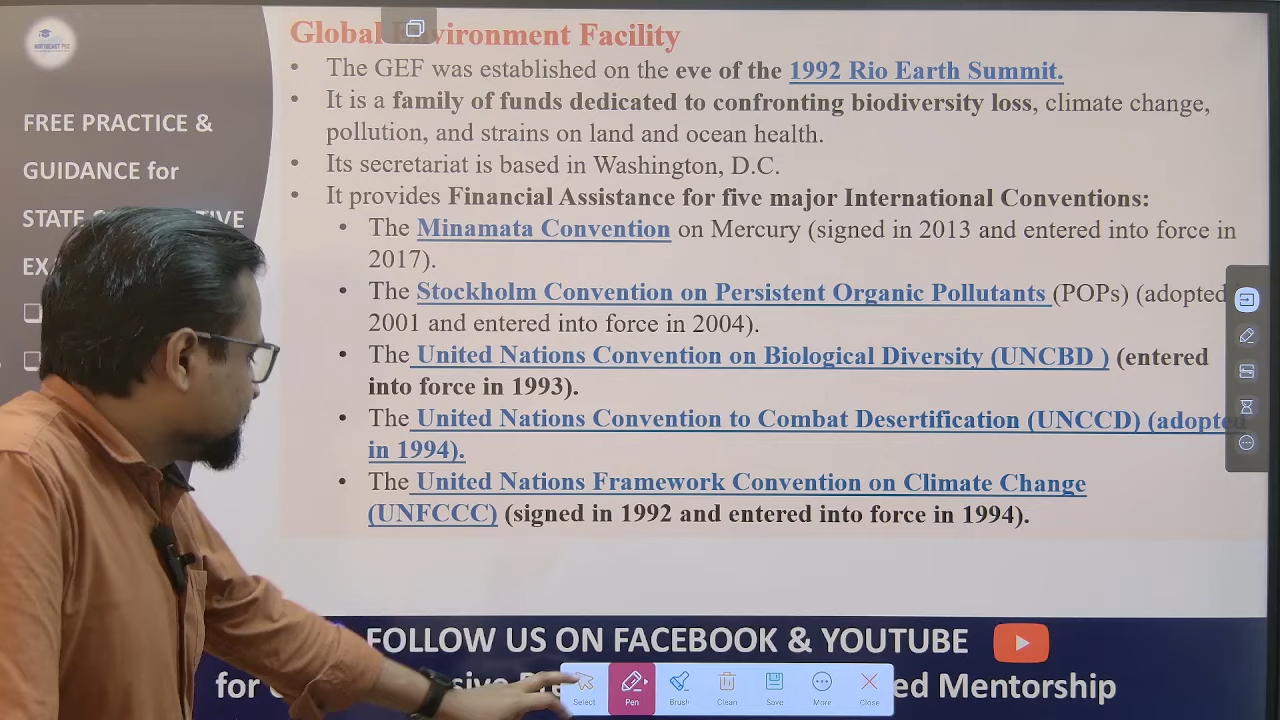 NORTHEAST PSC
FREE PRACTICE &
GUIDANCE for
STATE
EX
Global Environment Facility
• The GEF was established on the eve of the 1992 Rio Earth Summit.
• It is a family of funds dedicated to confronting biodiversity loss, climate change,
pollution, and strains on land and ocean health.
• Its secretariat is based in Washington, D.C.
• It provides Financial Assistance for five major International Conventions:
• The Minamata Convention on Mercury (signed in 2013 and entered into force in
2017).
• The Stockholm Convention on Persistent Organic Pollutants (POPs) (adopted
2001 and entered into force in 2004).
• The United Nations Convention on Biological Diversity (UNCBD ) (entered
into force in 1993).
• The United Nations Convention to Combat Desertification (UNCCD) (adopted
in 1994).
• The United Nations Framework Convention on Climate Change
(UNFCCC) (signed in 1992 and entered into force in 1994).
FOLLOW US ON FACEBOOK & YOUTUBE
for Mentorship
Select Pen Brush Clean Save More Close